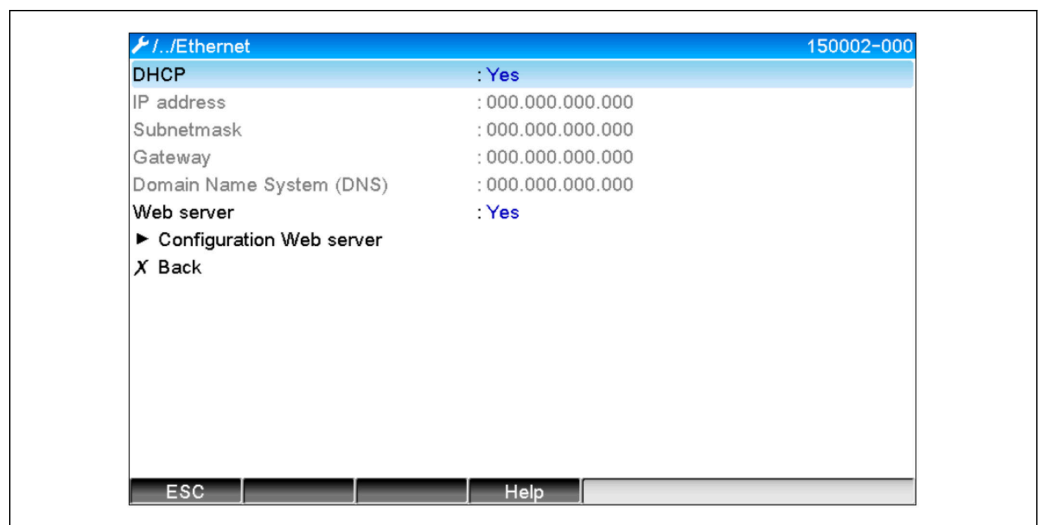 /../Ethernet 150002-000
DHCP : Yes
IP address : 000.000.000.000
Subnetmask : 000.000.000.000
Gateway : 000.000.000.000
Domain Name System (DNS) : 000.000.000.000
Web server : Yes
► Configuration Web server
X Back
ESC Help